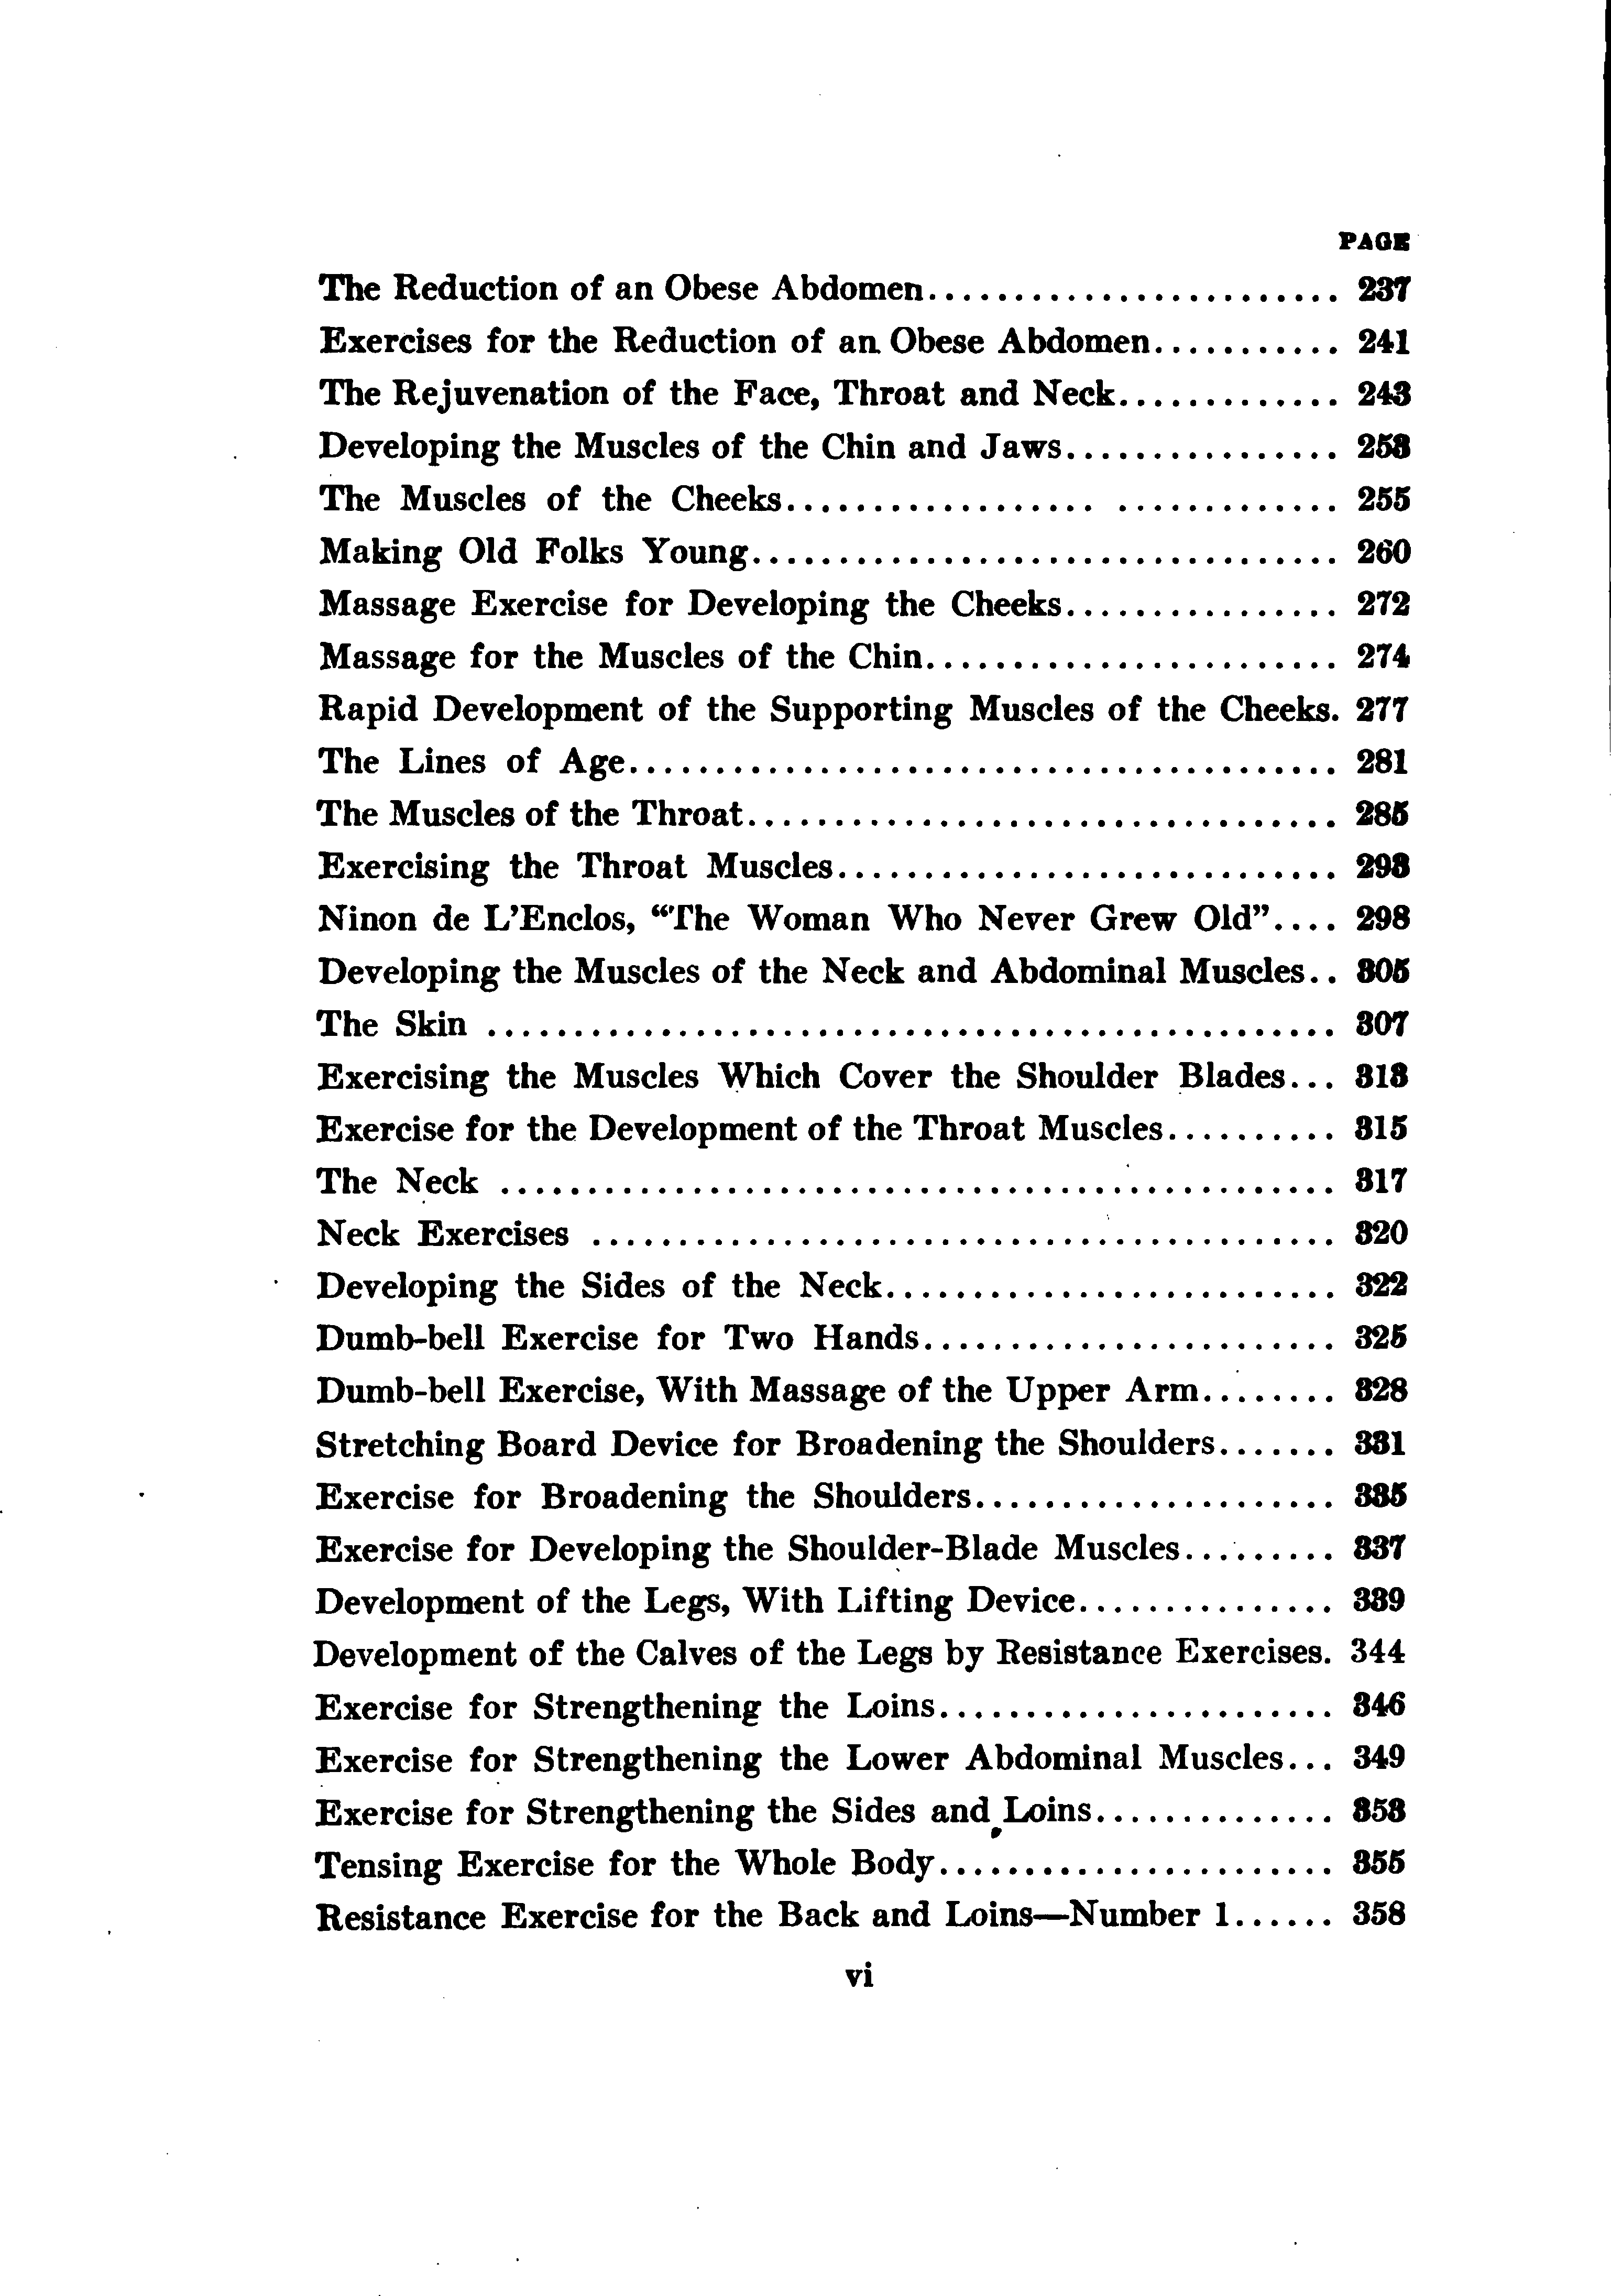 PAGE
The Reduction of an Obese Abdomen........................ 237
Exercises for the Reduction of an Obese Abdomen........... 241
The Rejuvenation of the Face, Throat and Neck............. 243
Developing the Muscles of the Chin and Jaws................ 253
The Muscles of the Cheeks.................. ............. 255
Making Old Folks Young.................................. 260
Massage Exercise for Developing the Cheeks................ 272
Massage for the Muscles of the Chin........................ 274
Rapid Development of the Supporting Muscles of the Cheeks. 277
The Lines of Age......................................... 281
The Muscles of the Throat.................................. 285
Exercising the Throat Muscles............................. 293
Ninon de L'Enclos, “The Woman Who Never Grew Old”.... 298
Developing the Muscles of the Neck and Abdominal Muscles.. 305
The Skin ................................................. 307
Exercising the Muscles Which Cover the Shoulder Blades... 313
Exercise for the Development of the Throat Muscles.......... 315
The Neck ................................................ 317
Neck Exercises ........................................... 320
Developing the Sides of the Neck.......................... 322
Dumb-bell Exercise for Two Hands........................ 325
Dumb-bell Exercise, With Massage of the Upper Arm........ 328
Stretching Board Device for Broadening the Shoulders....... 331
Exercise for Broadening the Shoulders..................... 335
Exercise for Developing the Shoulder-Blade Muscles......... 337
Development of the Legs, With Lifting Device............... 339
Development of the Calves of the Legs by Resistance Exercises. 344
Exercise for Strengthening the Loins....................... 346
Exercise for Strengthening the Lower Abdominal Muscles... 349
Exercise for Strengthening the Sides and Loins.............. 353
Tensing Exercise for the Whole Body....................... 355
Resistance Exercise for the Back and Loins—Number 1...... 358
vi